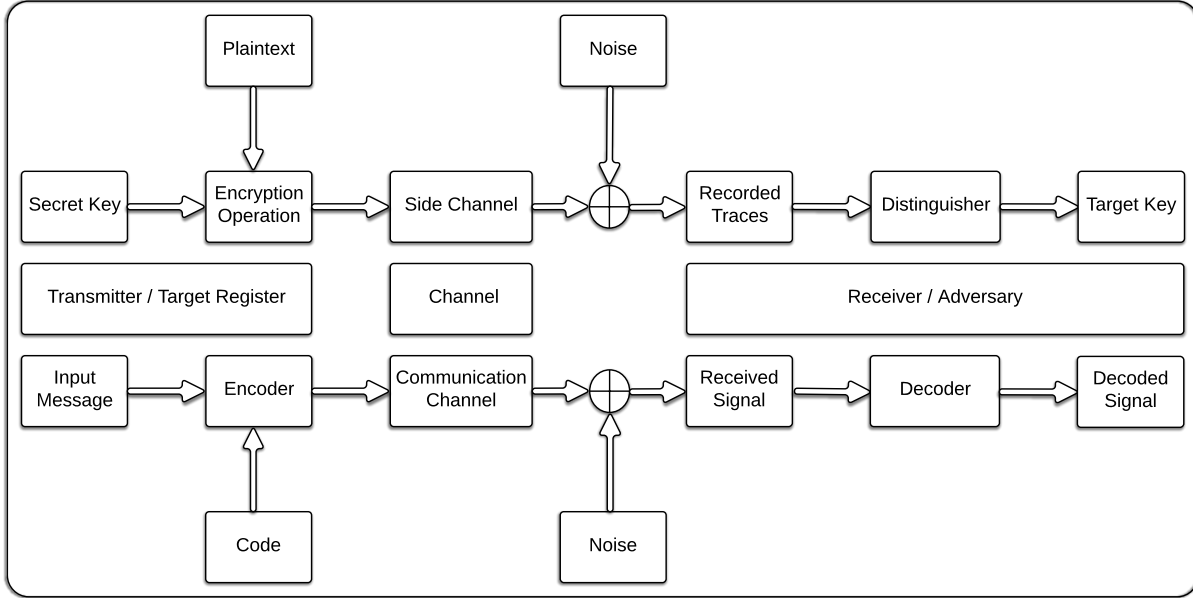 Plaintext
Noise
Secret Key
Encryption
Operation
Side Channel
Recorded
Traces
Distinguisher
Target Key
Transmitter / Target Register
Channel
Receiver / Adversary
Input
Message
Encoder
Communication
Channel
Received
Signal
Decoder
Decoded
Signal
Code
Noise